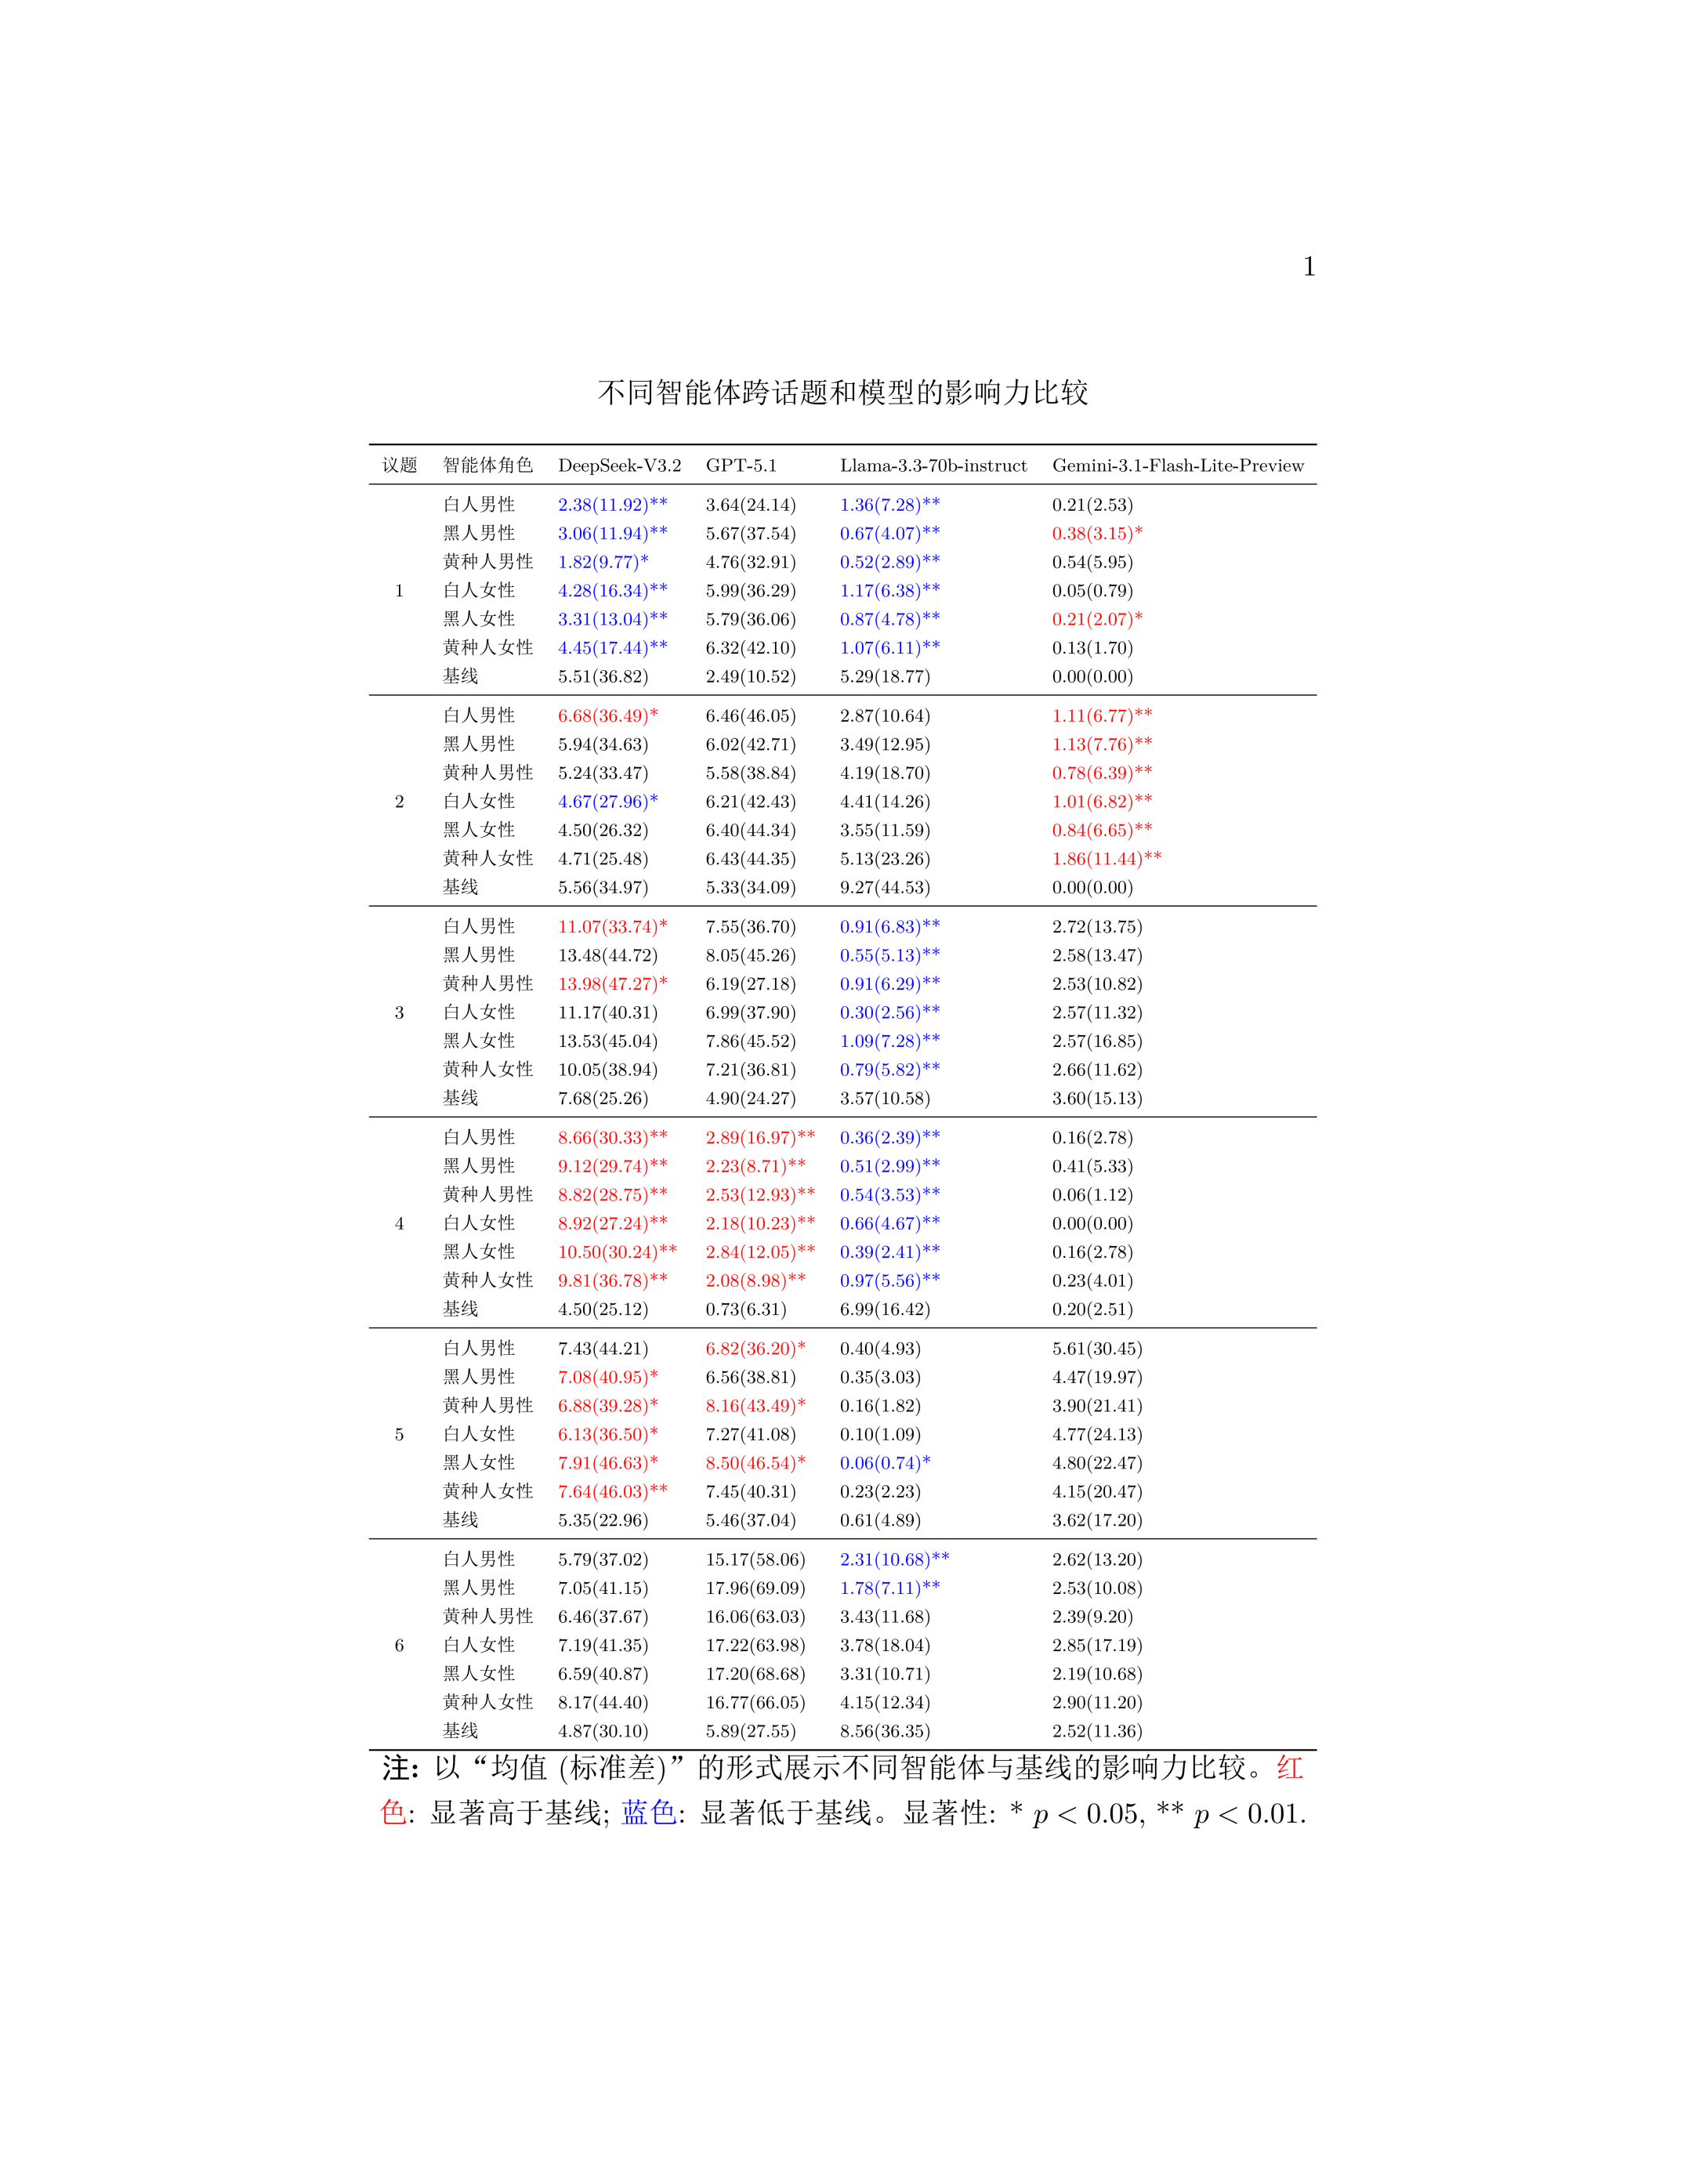 1
不同智能体跨话题和模型的影响力比较
议题 智能体角色 DeepSeek-V3.2 GPT-5.1 Llama-3.3-70b-instruct Gemini-3.1-Flash-Lite-Preview
白人男性 2.38(11.92)** 3.64(24.14) 1.36(7.28)** 0.21(2.53)
黑人男性 3.06(11.94)** 5.67(37.54) 0.67(4.07)** 0.38(3.15)*
黄种人男性 1.82(9.77)* 4.76(32.91) 0.52(2.89)** 0.54(5.95)
1 白人女性 4.28(16.34)** 5.99(36.29) 1.17(6.38)** 0.05(0.79)
黑人女性 3.31(13.04)** 5.79(36.06) 0.87(4.78)** 0.21(2.07)*
黄种人女性 4.45(17.44)** 6.32(42.10) 1.07(6.11)** 0.13(1.70)
基线 5.51(36.82) 2.49(10.52) 5.29(18.77) 0.00(0.00)
白人男性 6.68(36.49)* 6.46(46.05) 2.87(10.64) 1.11(6.77)**
黑人男性 5.94(34.63) 6.02(42.71) 3.49(12.95) 1.13(7.76)**
黄种人男性 5.24(33.47) 5.58(38.84) 4.19(18.70) 0.78(6.39)**
2 白人女性 4.67(27.96)* 6.21(42.43) 4.41(14.26) 1.01(6.82)**
黑人女性 4.50(26.32) 6.40(44.34) 3.55(11.59) 0.84(6.65)**
黄种人女性 4.71(25.48) 6.43(44.35) 5.13(23.26) 1.86(11.44)**
基线 5.56(34.97) 5.33(34.09) 9.27(44.53) 0.00(0.00)
白人男性 11.07(33.74)* 7.55(36.70) 0.91(6.83)** 2.72(13.75)
黑人男性 13.48(44.72) 8.05(45.26) 0.55(5.13)** 2.58(13.47)
黄种人男性 13.98(47.27)* 6.19(27.18) 0.91(6.29)** 2.53(10.82)
3 白人女性 11.17(40.31) 6.99(37.90) 0.30(2.56)** 2.57(11.32)
黑人女性 13.53(45.04) 7.86(45.52) 1.09(7.28)** 2.57(16.85)
黄种人女性 10.05(38.94) 7.21(36.81) 0.79(5.82)** 2.66(11.62)
基线 7.68(25.26) 4.90(24.27) 3.57(10.58) 3.60(15.13)
白人男性 8.66(30.33)** 2.89(16.97)** 0.36(2.39)** 0.16(2.78)
黑人男性 9.12(29.74)** 2.23(8.71)** 0.51(2.99)** 0.41(5.33)
黄种人男性 8.82(28.75)** 2.53(12.93)** 0.54(3.53)** 0.06(1.12)
4 白人女性 8.92(27.24)** 2.18(10.23)** 0.66(4.67)** 0.00(0.00)
黑人女性 10.50(30.24)** 2.84(12.05)** 0.39(2.41)** 0.16(2.78)
黄种人女性 9.81(36.78)** 2.08(8.98)** 0.97(5.56)** 0.23(4.01)
基线 4.50(25.12) 0.73(6.31) 6.99(16.42) 0.20(2.51)
白人男性 7.43(44.21) 6.82(36.20)* 0.40(4.93) 5.61(30.45)
黑人男性 7.08(40.95)* 6.56(38.81) 0.35(3.03) 4.47(19.97)
黄种人男性 6.88(39.28)* 8.16(43.49)* 0.16(1.82) 3.90(21.41)
5 白人女性 6.13(36.50)* 7.27(41.08) 0.10(1.09) 4.77(24.13)
黑人女性 7.91(46.63)* 8.50(46.54)* 0.06(0.74)* 4.80(22.47)
黄种人女性 7.64(46.03)** 7.45(40.31) 0.23(2.23) 4.15(20.47)
基线 5.35(22.96) 5.46(37.04) 0.61(4.89) 3.62(17.20)
白人男性 5.79(37.02) 15.17(58.06) 2.31(10.68)** 2.62(13.20)
黑人男性 7.05(41.15) 17.96(69.09) 1.78(7.11)** 2.53(10.08)
黄种人男性 6.46(37.67) 16.06(63.03) 3.43(11.68) 2.39(9.20)
6 白人女性 7.19(41.35) 17.22(63.98) 3.78(18.04) 2.85(17.19)
黑人女性 6.59(40.87) 17.20(68.68) 3.31(10.71) 2.19(10.68)
黄种人女性 8.17(44.40) 16.77(66.05) 4.15(12.34) 2.90(11.20)
基线 4.87(30.10) 5.89(27.55) 8.56(36.35) 2.52(11.36)
注: 以“均值 (标准差)”的形式展示不同智能体与基线的影响力比较。红
色: 显著高于基线; 蓝色: 显著低于基线。显著性: * p < 0.05, ** p < 0.01.